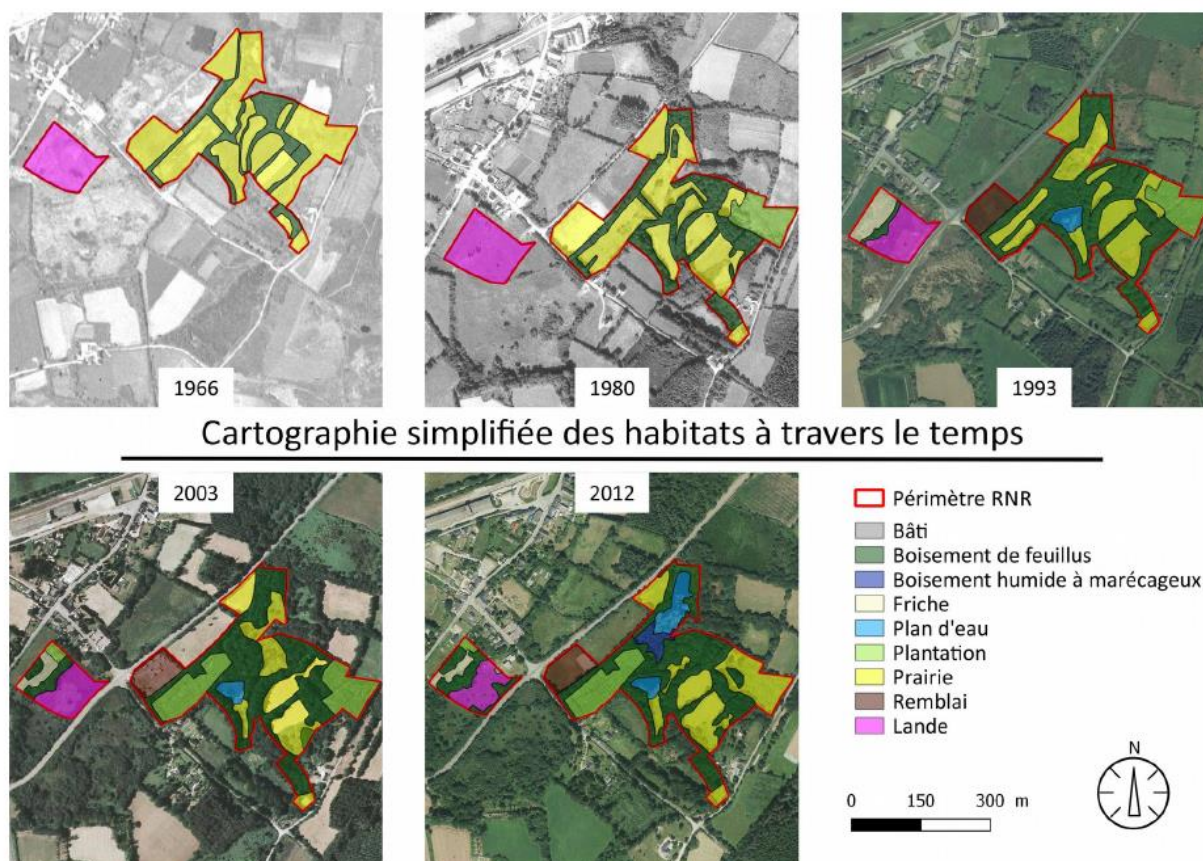 1966
1980
1993
Cartographie simplifiée des habitats à travers le temps
2003
2012
Périmètre RNR
Bâti
Boisement de feuillus
Boisement humide à marécageux
Friche
Plan d'eau
Plantation
Prairie
Remblai
Lande
N
0 150 300 m